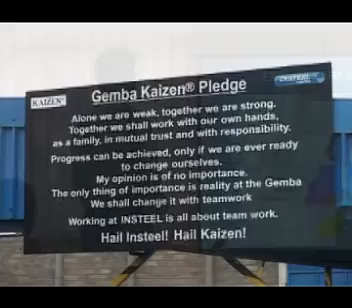 KAIZEN®
Gemba Kaizen® Pledge
Alone we are weak, together we are strong.
Together we shall work with our own hands,
as a family, in mutual trust and with responsibility.
Progress can be achieved, only if we are ever ready
to change ourselves.
My opinion is of no importance.
The only thing of importance is reality at the Gemba
We shall change it with teamwork
Working at INSTEEL is all about team work.
Hail Insteel! Hail Kaizen!